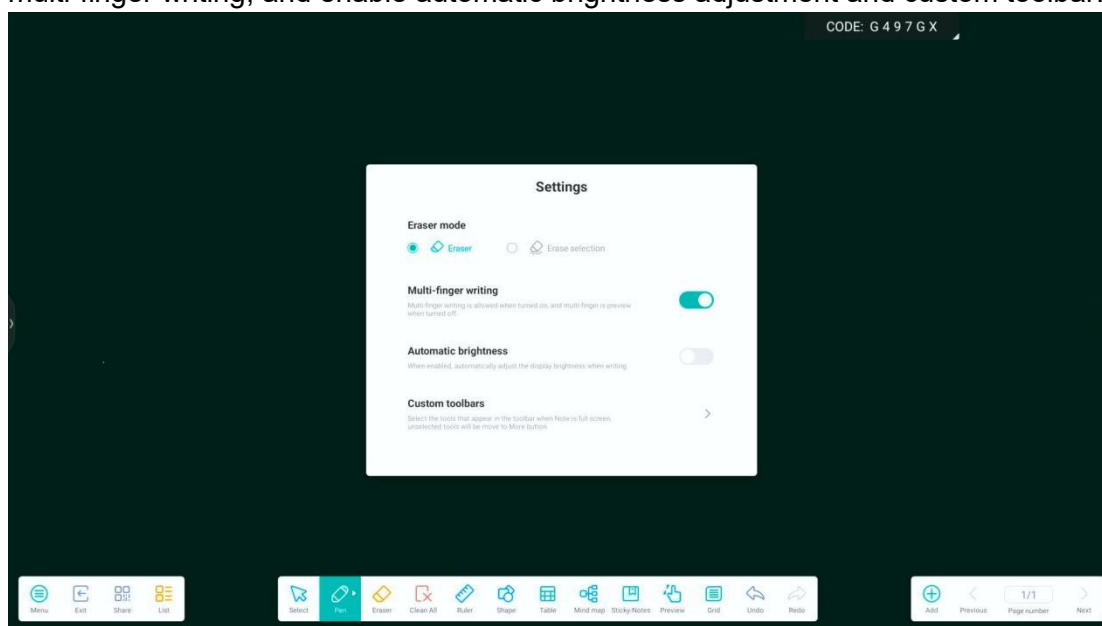 multi-finger writing, and enable automatic brightness adjustment and custom toolbar.
CODE: G 4 9 7 G X
Settings
Eraser mode
Eraser
Erase selection
Multi-finger writing
Multi-finger writing is allowed when turned on, and multi-finger is preview
when turned off.
Automatic brightness
When enabled, automatically adjust the display brightness when writing
Custom toolbars
Select the tools that appear in the toolbar when Note is full screen,
unselected tools will be move to More button
Menu Exit Share List Select Pen Eraser Clean All Ruler Shape Table Mind map Sticky-Notes Preview Grid Undo Redo Add Previous 1/1 Page number Next